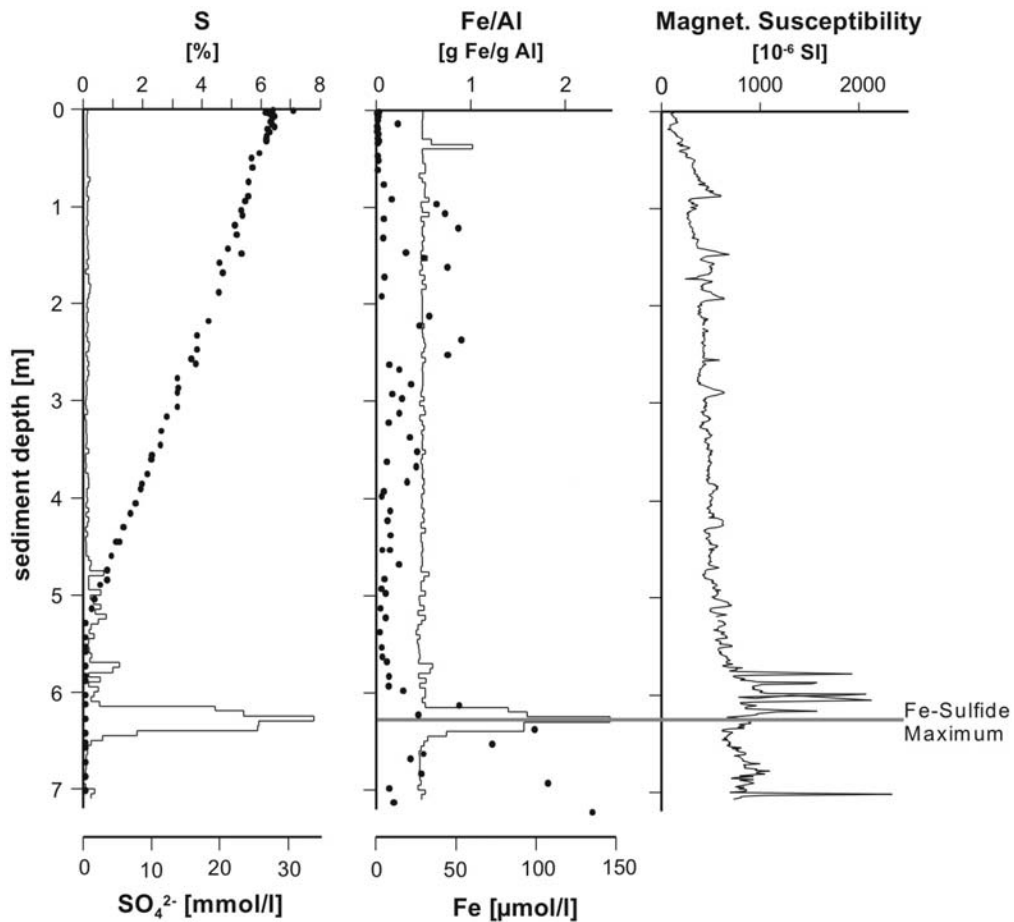 S
[%]
0 2 4 6 8
Fe/Al
[g Fe/g Al]
0 1 2
Magnet. Susceptibility
[10⁻⁶ SI]
0 1000 2000
sediment depth [m]
0
1
2
3
4
5
6
7
Fe-Sulfide
Maximum
0 10 20 30
SO₄²⁻ [mmol/l]
0 50 100 150
Fe [µmol/l]